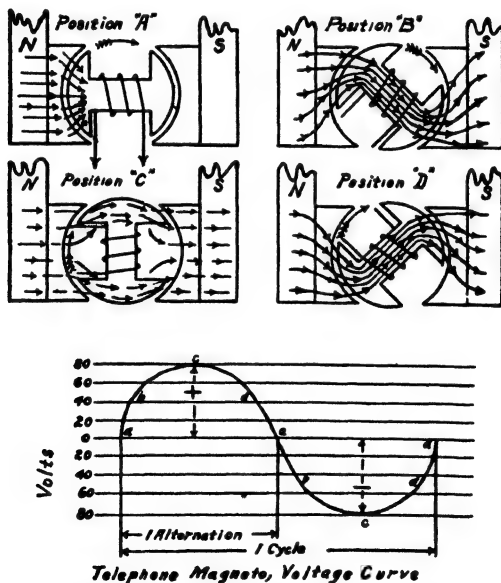 Position "A"
N
S
Position "B"
N
S
Position "C"
N
S
Position "D"
N
S
80
60
40
20
0
20
40
60
80
Volts
a
b
c
d
a
b
c
d
a
+
1 Alternation
1 Cycle
Telephone Magneto, Voltage Curve